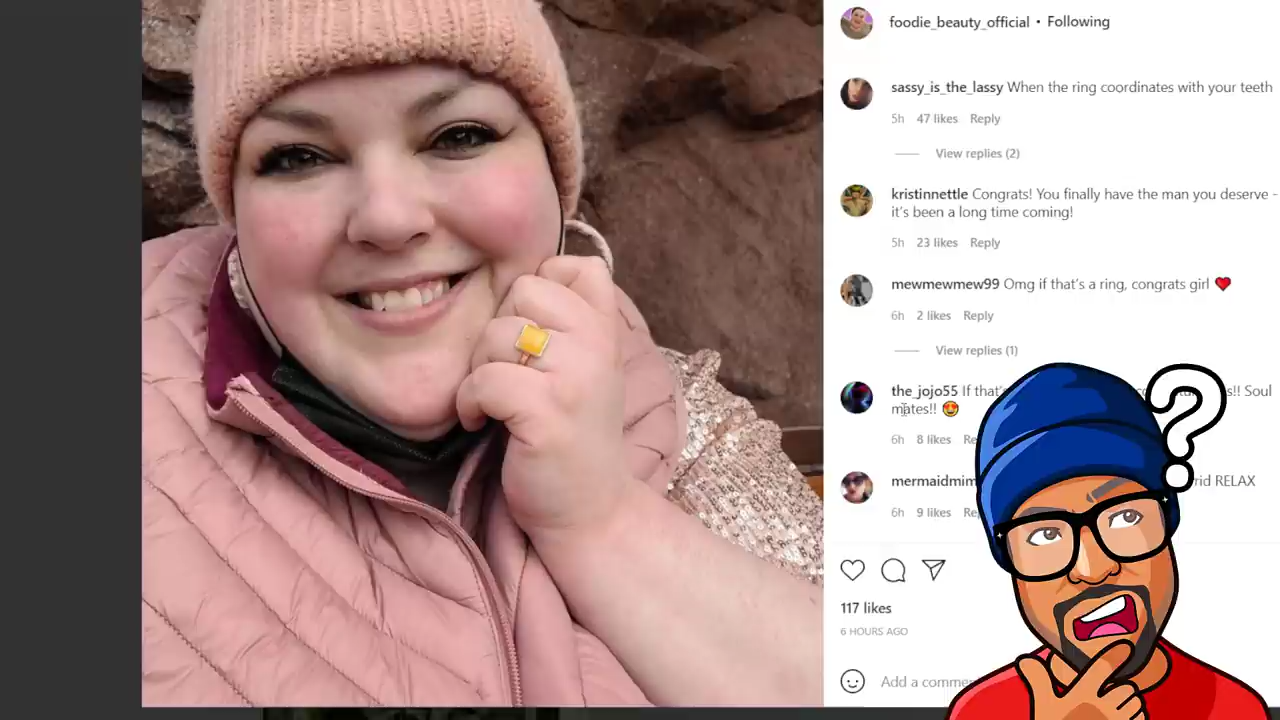 foodie_beauty_official • Following
sassy_is_the_lassy When the ring coordinates with your teeth
5h 47 likes Reply
View replies (2)
kristinnettle Congrats! You finally have the man you deserve -
it's been a long time coming!
5h 23 likes Reply
mewmewmew99 Omg if that's a ring, congrats girl ❤️
6h 2 likes Reply
View replies (1)
the_jojo55 If that's!! Soul
mates!! 😍
6h 8 likes
mermaidmim RELAX
6h 9 likes
117 likes
6 HOURS AGO
Add a
?